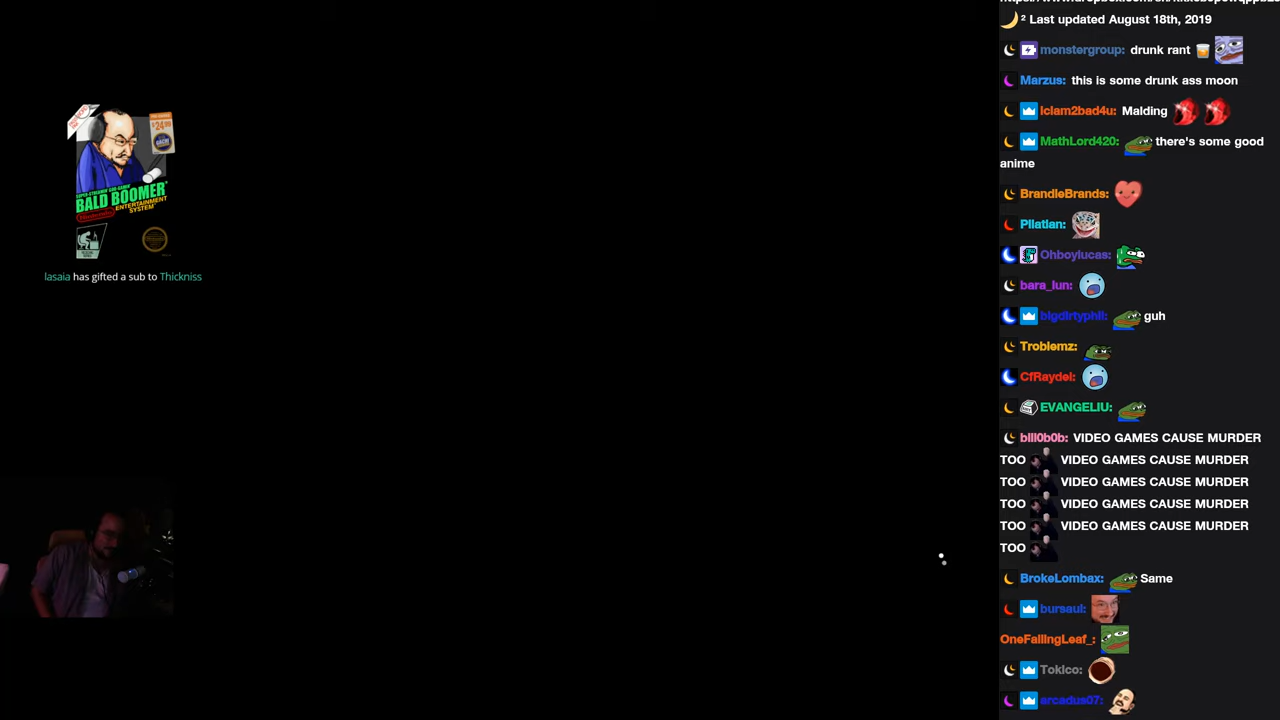 ² Last updated August 18th, 2019
monstergroup: drunk rant
Marzus: this is some drunk ass moon
Iclam2bad4u: Malding
MathLord420: there's some good
anime
BrandleBrands:
Pilatlan:
Ohboylucas:
bara_lun:
bigdirtyphil: guh
Troblemz:
CfRaydel:
EVANGELIU:
bill0b0b: VIDEO GAMES CAUSE MURDER
TOO VIDEO GAMES CAUSE MURDER
TOO VIDEO GAMES CAUSE MURDER
TOO VIDEO GAMES CAUSE MURDER
TOO VIDEO GAMES CAUSE MURDER
TOO
BrokeLombax: Same
bursaul:
OneFallingLeaf_:
Tokico:
arcadus07:
$24.99
BALD BOOMER
ENTERTAINMENT
SYSTEM
lasaia has gifted a sub to Thickniss